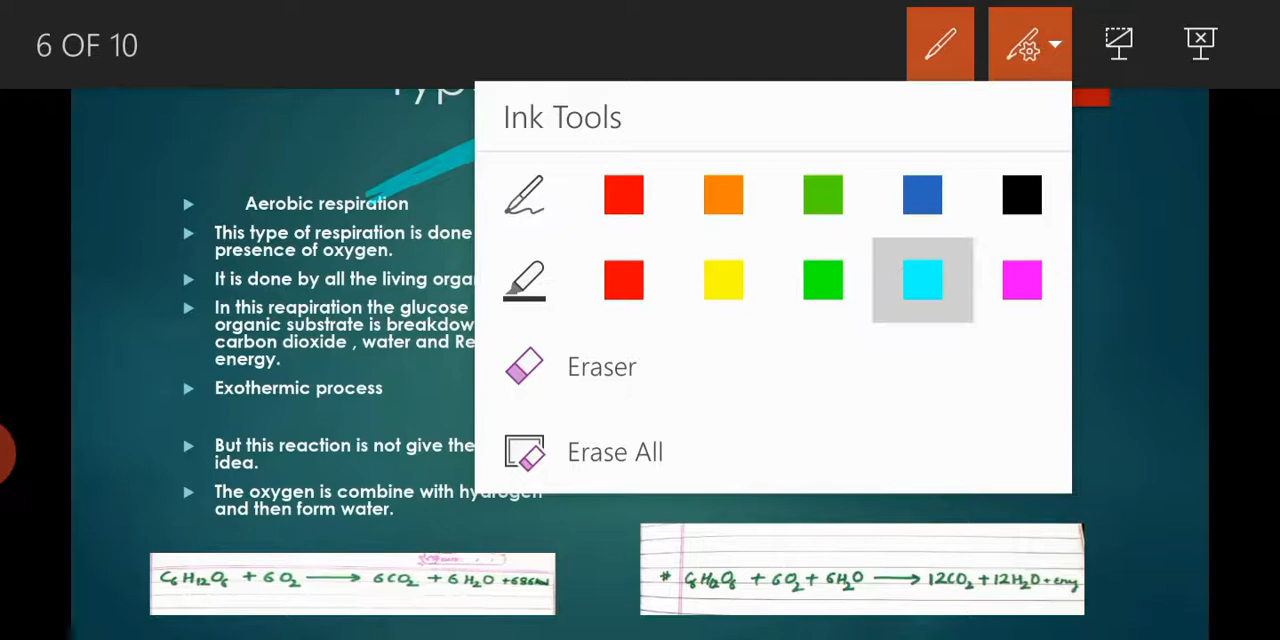 6 OF 10
Ink Tools
Eraser
Erase All
Aerobic respiration
This type of respiration is done
presence of oxygen.
It is done by all the living
In this reapiration the glucose
organic substrate is
carbon dioxide , water and
energy.
Exothermic process
But this reaction is not give the
idea.
The oxygen is combine with hydrogen
and then form water.
C6H12O6 + 6O2 ⟶ 6CO2 + 6H2O +686
* C6H12O6 + 6O2 + 6H2O ⟶ 12CO2 + 12H2O +